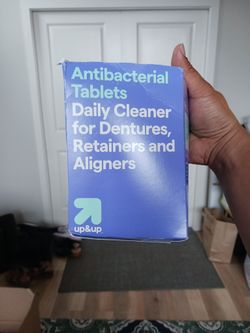 Antibacterial
Tablets
Daily Cleaner
for Dentures,
Retainers and
Aligners
up&up